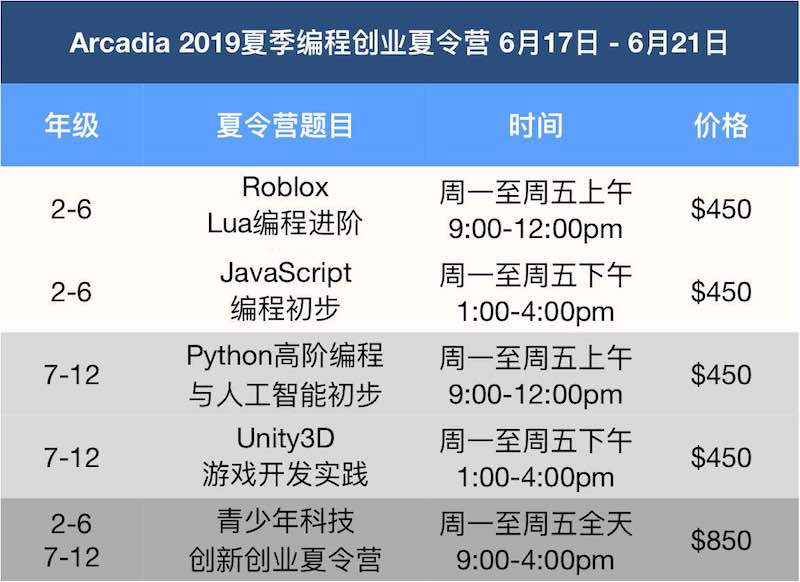 Arcadia 2019夏季编程创业夏令营 6月17日 - 6月21日
年级 夏令营题目 时间 价格
2-6 Roblox Lua编程进阶 周一至周五上午 9:00-12:00pm $450
2-6 JavaScript 编程初步 周一至周五下午 1:00-4:00pm $450
7-12 Python高阶编程 与人工智能初步 周一至周五上午 9:00-12:00pm $450
7-12 Unity3D 游戏开发实践 周一至周五下午 1:00-4:00pm $450
2-6 7-12 青少年科技 创新创业夏令营 周一至周五全天 9:00-4:00pm $850